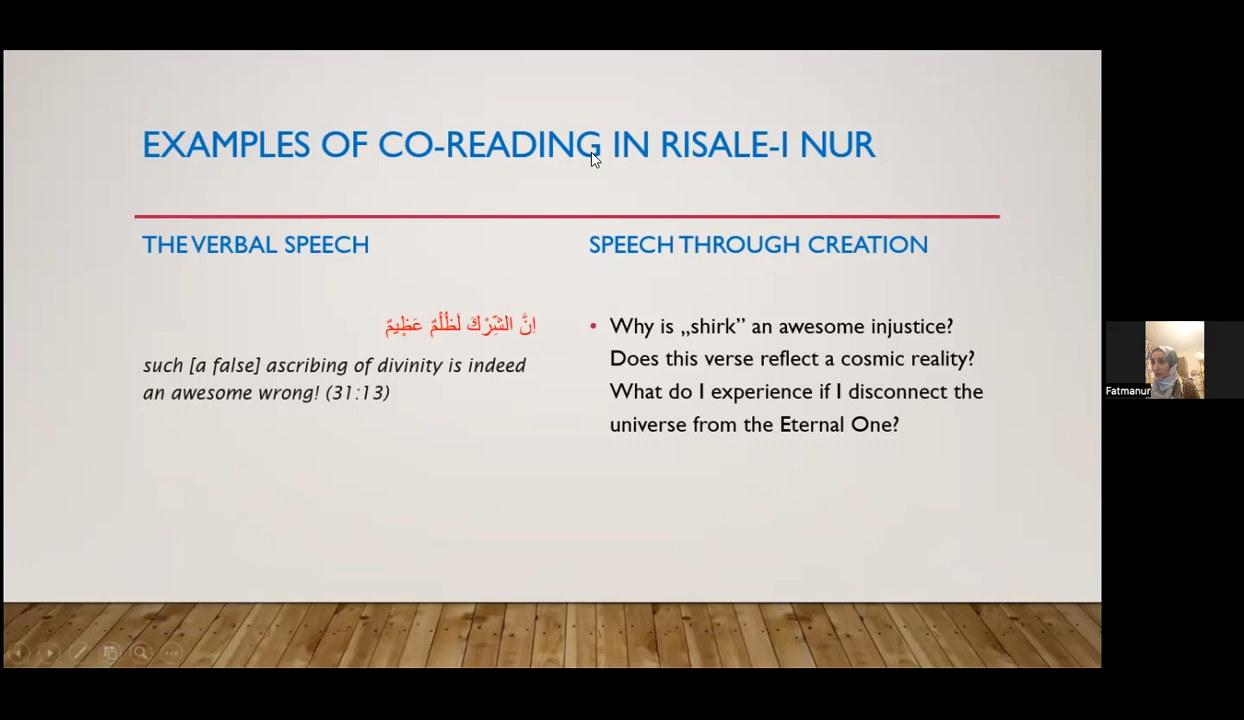 EXAMPLES OF CO-READING IN RISALE-I NUR
THE VERBAL SPEECH
اِنَّ الشِّرْكَ لَظُلْمٌ عَظٖيمٌ
such [a false] ascribing of divinity is indeed
an awesome wrong! (31:13)
SPEECH THROUGH CREATION
• Why is „shirk” an awesome injustice?
Does this verse reflect a cosmic reality?
What do I experience if I disconnect the
universe from the Eternal One?
Fatmanur